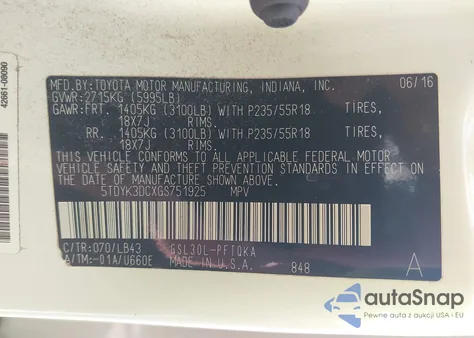 42661-08090
MFD.BY:TOYOTA MOTOR MANUFACTURING, INDIANA, INC. 06/16
GVWR:2715KG (5995LB)
GAWR:FRT. 1405KG (3100LB) WITH P235/55R18 TIRES,
18X7J RIMS
RR. 1405KG (3100LB) WITH P235/55R18 TIRES,
18X7J RIMS
THIS VEHICLE CONFORMS TO ALL APPLICABLE FEDERAL MOTOR
VEHICLE SAFETY AND THEFT PREVENTION STANDARDS IN EFFECT
ON THE DATE OF MANUFACTURE SHOWN ABOVE.
5TDYK3DCXGS751925 MPV
C/TR:070/LB43 GSL30L-PFTQKA
A/TM:-01A/U660E MADE IN U.S.A. 848 A
autoSnap
Pewne auta z aukcji USA i EU